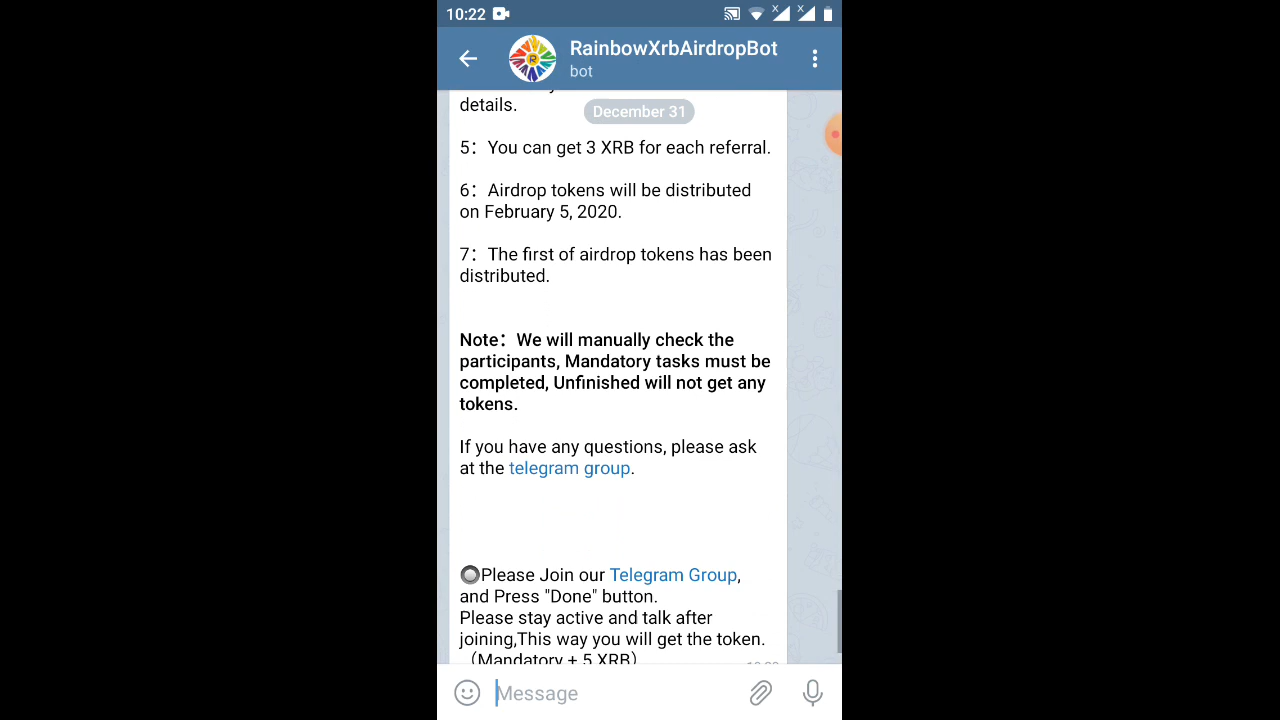 10:22
RainbowXrbAirdropBot
bot
details.
December 31
5： You can get 3 XRB for each referral.
6： Airdrop tokens will be distributed
on February 5, 2020.
7： The first of airdrop tokens has been
distributed.
Note： We will manually check the
participants, Mandatory tasks must be
completed, Unfinished will not get any
tokens.
If you have any questions, please ask
at the telegram group.
Please Join our Telegram Group,
and Press "Done" button.
Please stay active and talk after
joining,This way you will get the token.
（Mandatory + 5 XRB）
Message